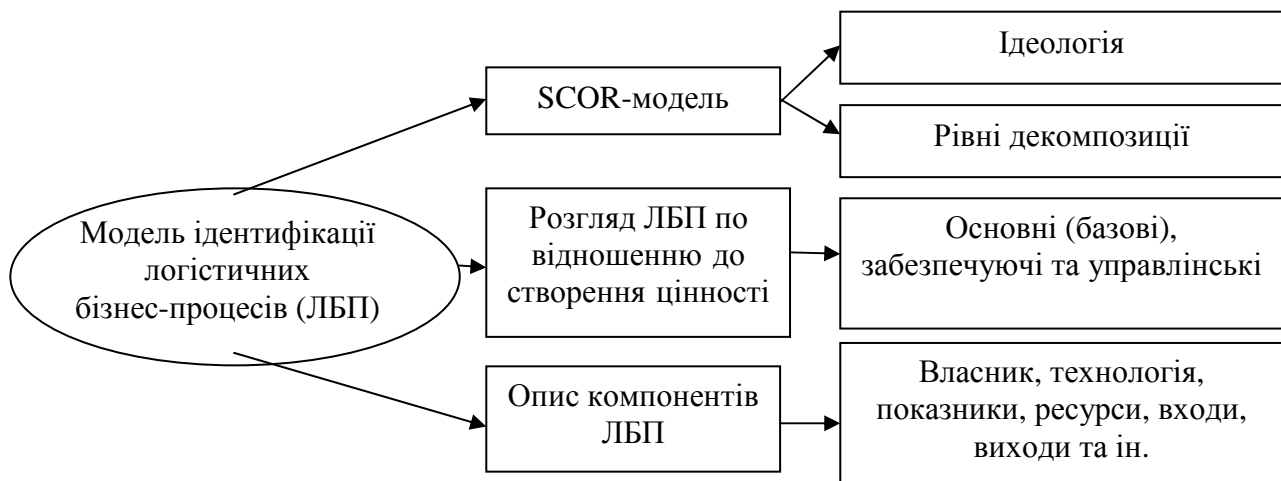 Модель ідентифікації
логістичних
бізнес-процесів (ЛБП)
SCOR-модель
Ідеологія
Рівні декомпозиції
Розгляд ЛБП по
відношенню до
створення цінності
Основні (базові),
забезпечуючі та управлінські
Опис компонентів
ЛБП
Власник, технологія,
показники, ресурси, входи,
виходи та ін.